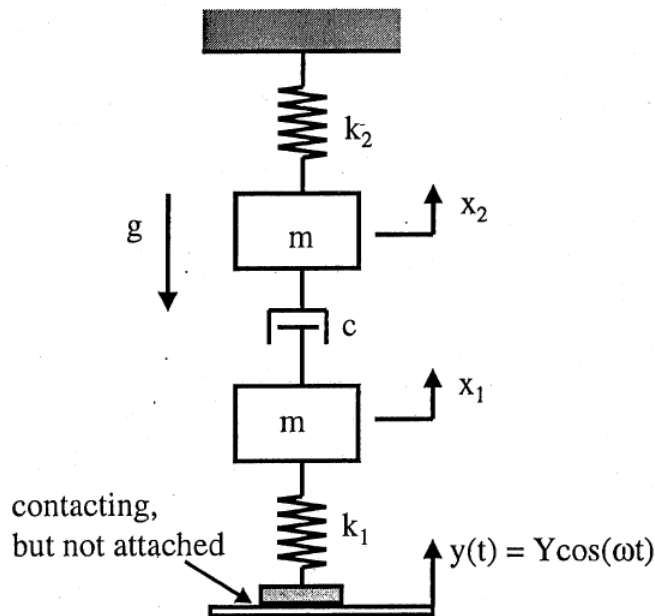 k₂
x₂
g
m
c
x₁
m
contacting,
but not attached
k₁
y(t) = Ycos(ωt)